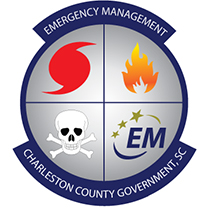 EMERGENCY MANAGEMENT
EM
CHARLESTON COUNTY GOVERNMENT, SC